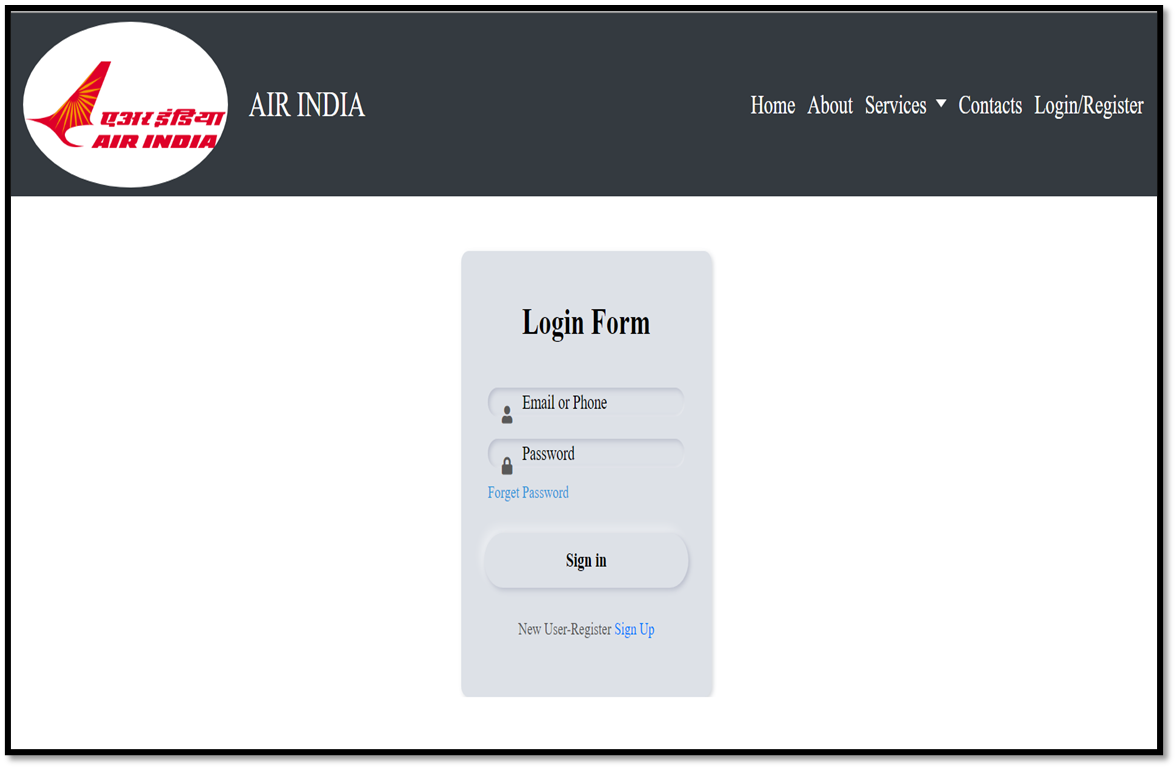 एअर इंडिया
AIR INDIA
AIR INDIA
Home About Services Contacts Login/Register
Login Form
Email or Phone
Password
Forget Password
Sign in
New User-Register Sign Up